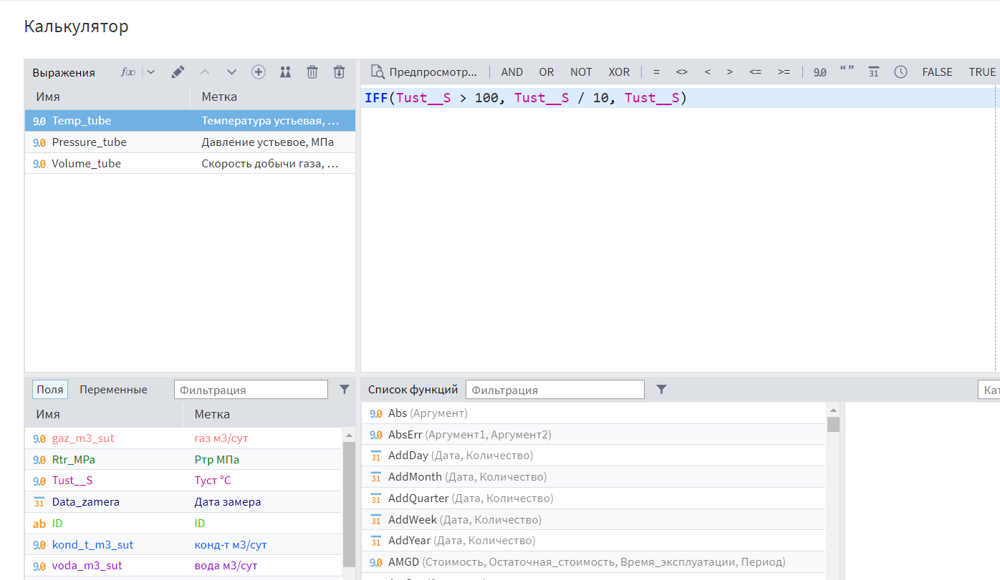 Калькулятор
Выражения f(x)
Предпросмотр... AND OR NOT XOR = <> < > <= >= 9.0 “ ” 31 FALSE TRUE
Имя Метка
IFF(Tust__S > 100, Tust__S / 10, Tust__S)
9.0 Temp_tube Температура устьевая, ...
9.0 Pressure_tube Давление устьевое, МПа
9.0 Volume_tube Скорость добычи газа, ...
Поля Переменные Фильтрация
Имя Метка
9.0 gaz_m3_sut газ м3/сут
9.0 Rtr_MPa Ртр МПа
9.0 Tust__S Туст °С
31 Data_zamera Дата замера
ab ID ID
9.0 kond_t_m3_sut конд-т м3/сут
9.0 voda_m3_sut вода м3/сут
Список функций Фильтрация Кат
9.0 Abs (Аргумент)
9.0 AbsErr (Аргумент1, Аргумент2)
31 AddDay (Дата, Количество)
31 AddMonth (Дата, Количество)
31 AddQuarter (Дата, Количество)
31 AddWeek (Дата, Количество)
31 AddYear (Дата, Количество)
9.0 AMGD (Стоимость, Остаточная_стоимость, Время_эксплуатации, Период)